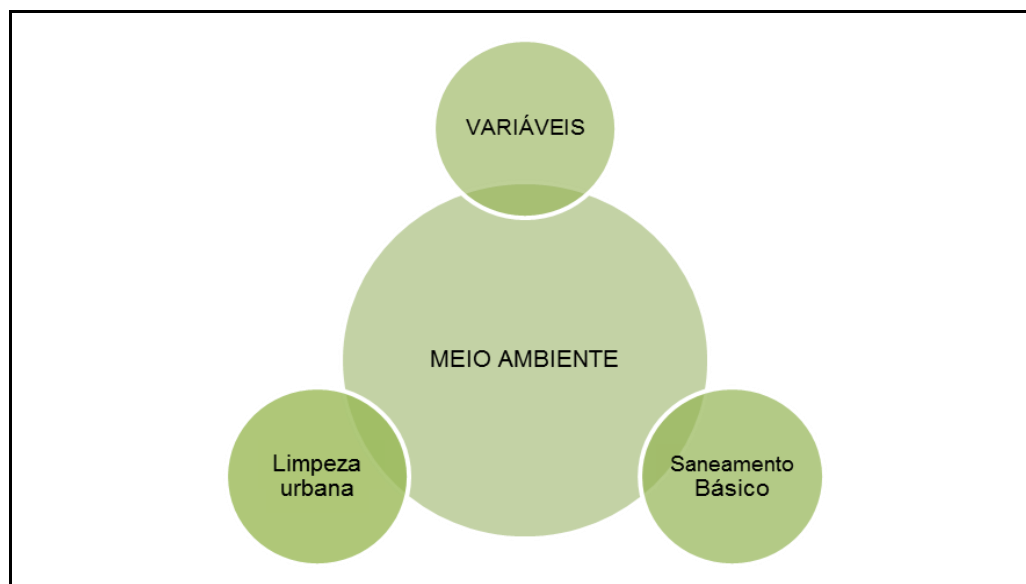 VARIÁVEIS
MEIO AMBIENTE
Limpeza
urbana
Saneamento
Básico